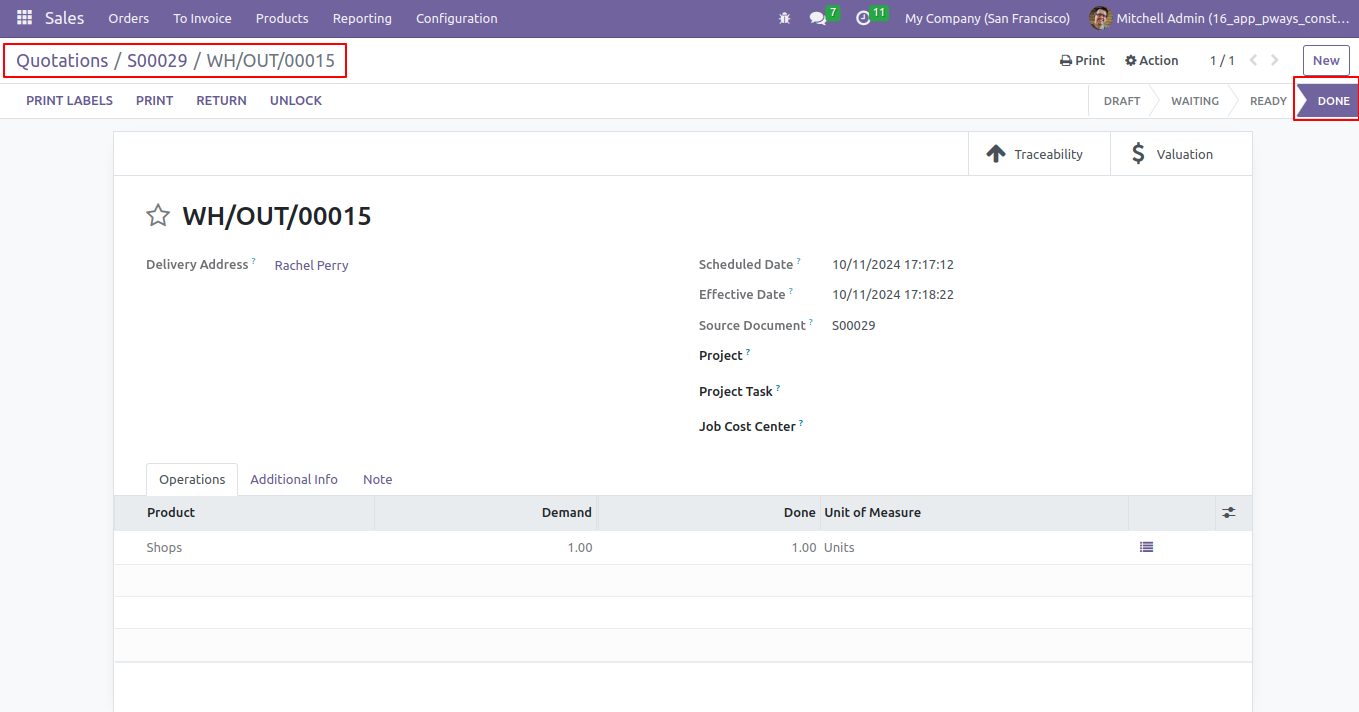 Sales Orders To Invoice Products Reporting Configuration 7 11 My Company (San Francisco) Mitchell Admin (16_app_pways_const...
Quotations / S00029 / WH/OUT/00015 Print Action 1 / 1 New
PRINT LABELS PRINT RETURN UNLOCK DRAFT WAITING READY DONE
Traceability $ Valuation
WH/OUT/00015
Delivery Address ? Rachel Perry
Scheduled Date ? 10/11/2024 17:17:12
Effective Date ? 10/11/2024 17:18:22
Source Document ? S00029
Project ?
Project Task ?
Job Cost Center ?
Operations Additional Info Note
Product Demand Done Unit of Measure
Shops 1.00 1.00 Units